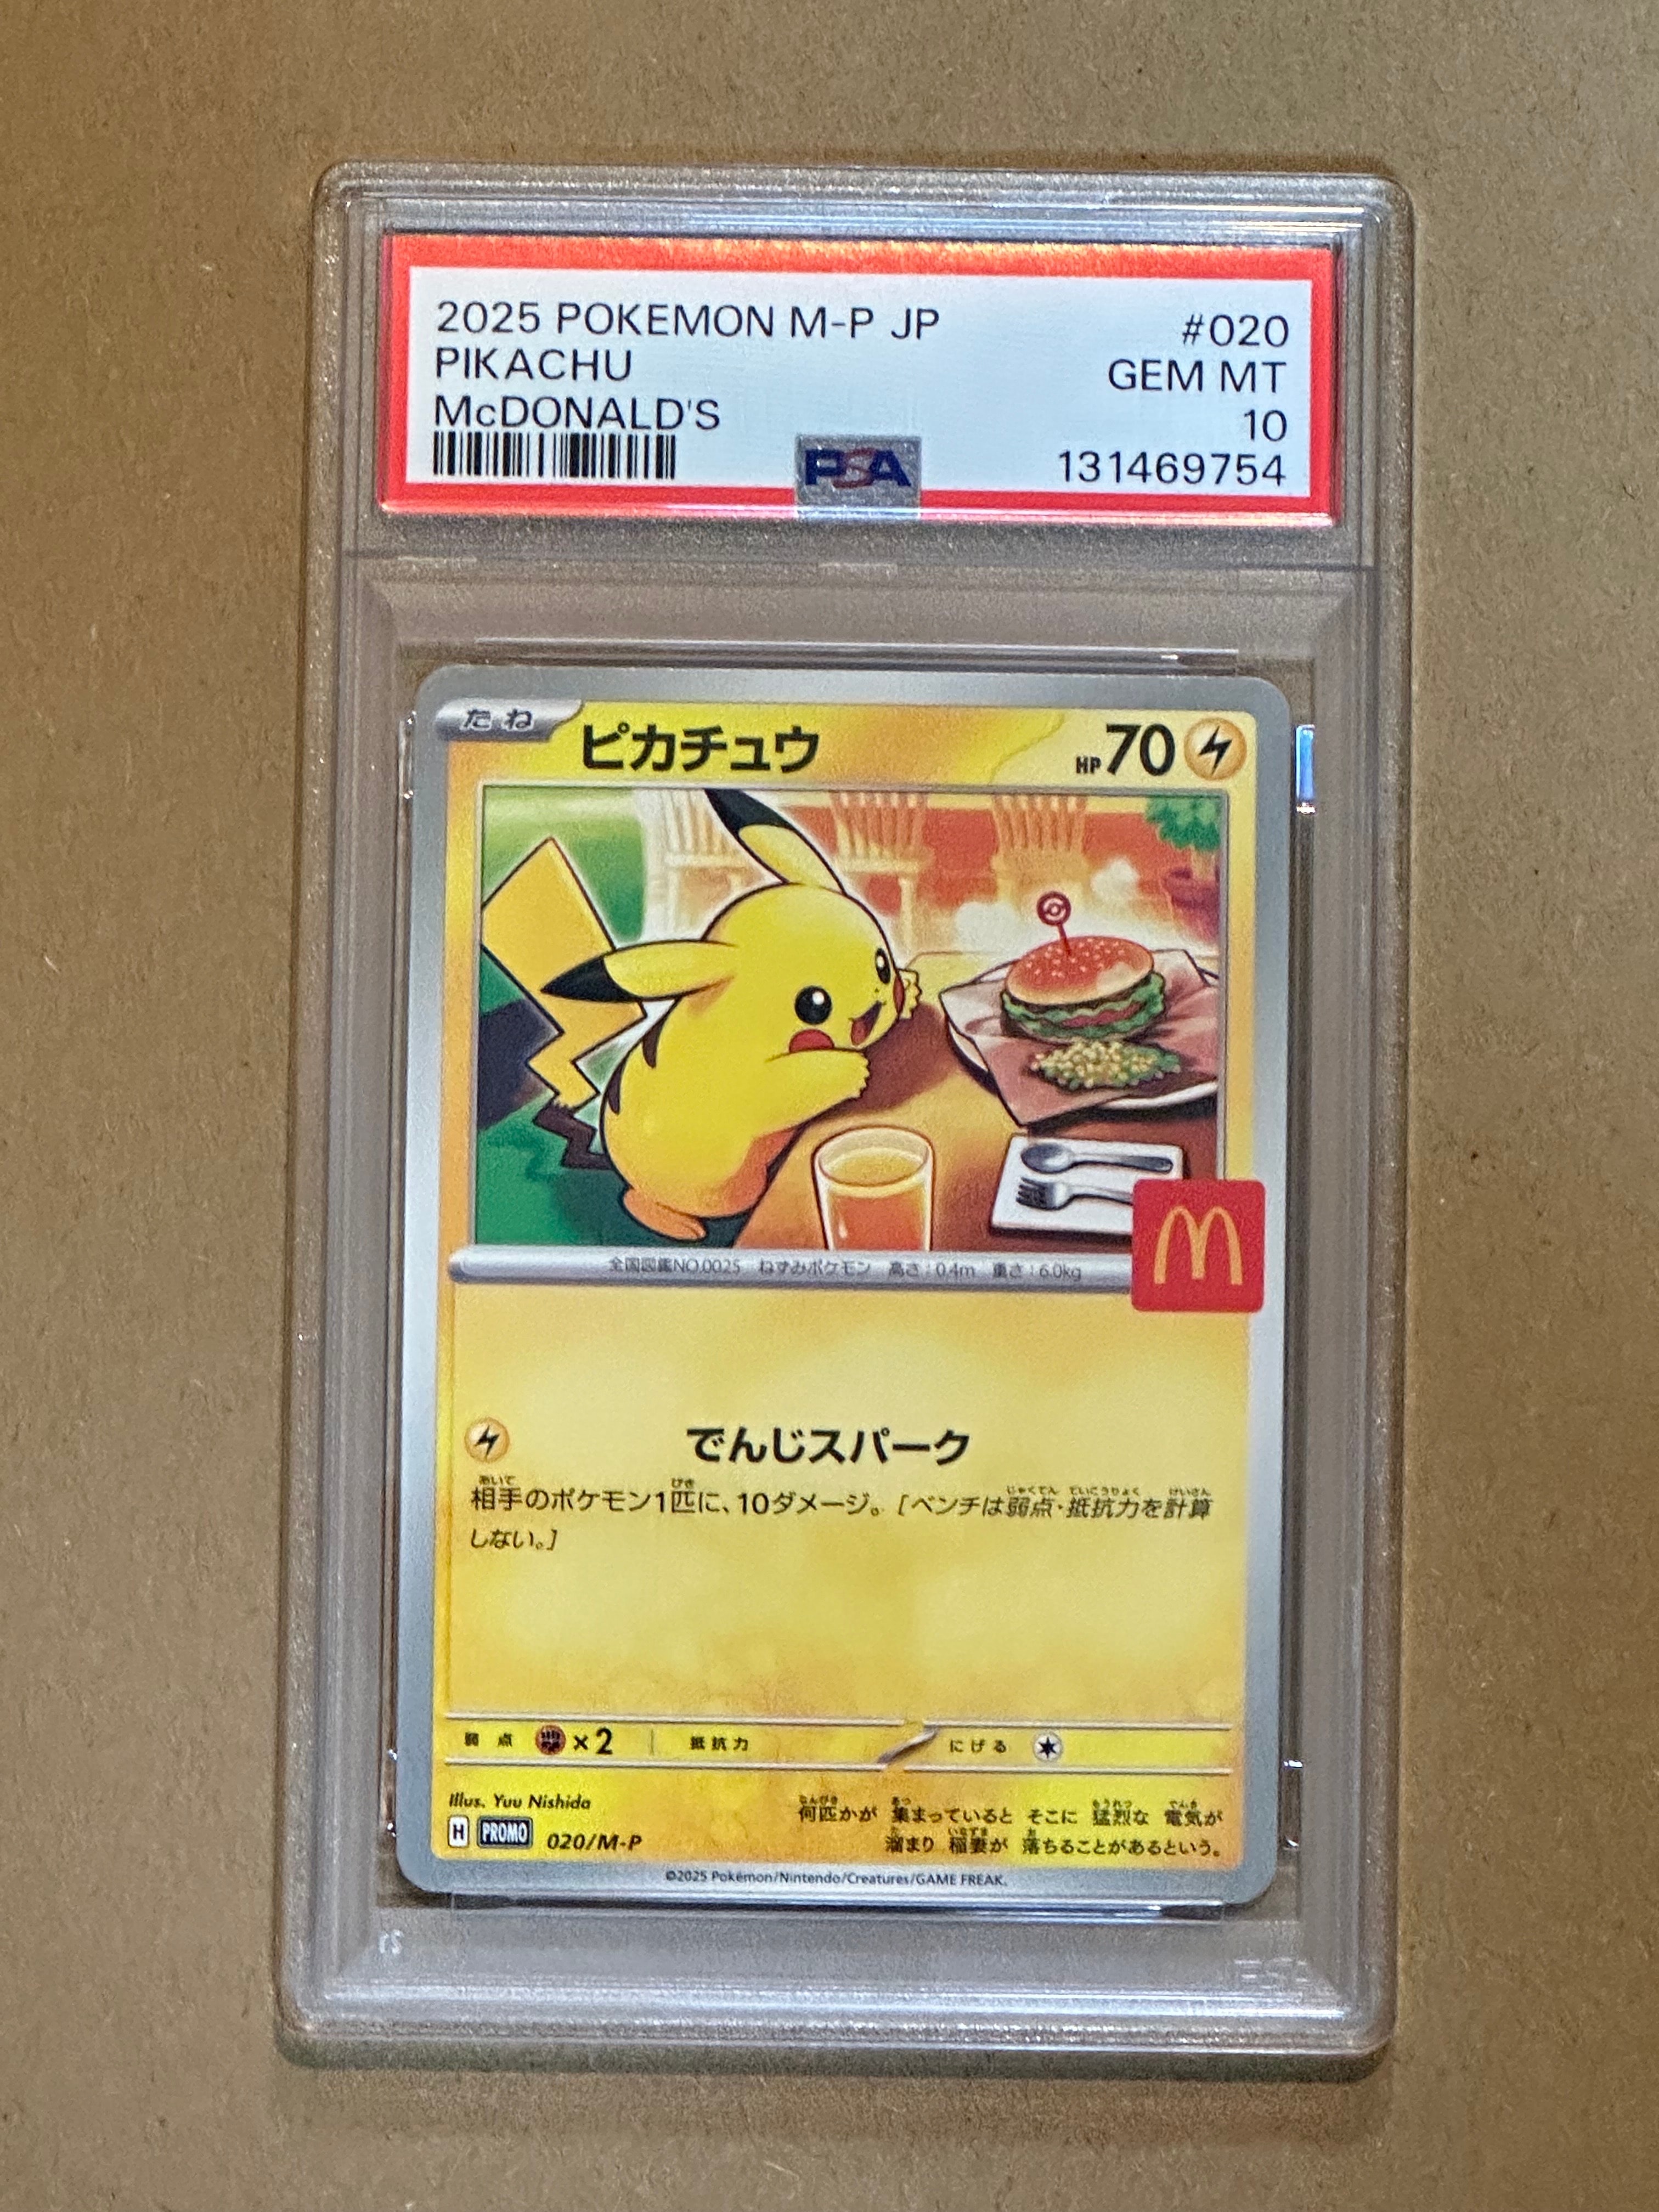 2025 POKEMON M-P JP #020
PIKACHU GEM MT
McDONALD'S 10
PSA 131469754
たね ピカチュウ HP70
M
全国図鑑NO.0025 ねずみポケモン 高さ:0.4m 重さ:6.0kg
でんじスパーク
相手のポケモン1匹に、10ダメージ。[ベンチは弱点・抵抗力を計算
しない。]
弱点 ×2 抵抗力 にげる
Illus. Yuu Nishida
何匹かが 集まっていると そこに 猛烈な 電気が
溜まり 稲妻が 落ちることがあるという。
H PROMO 020/M-P
©2025 Pokémon/Nintendo/Creatures/GAME FREAK.